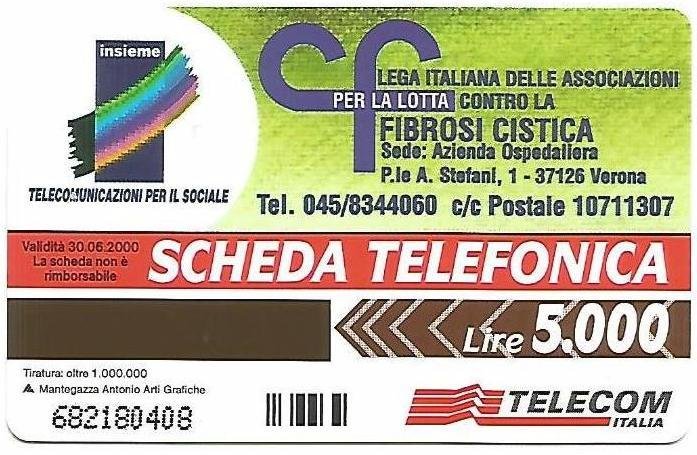 insieme
TELECOMUNICAZIONI PER IL SOCIALE
cf
LEGA ITALIANA DELLE ASSOCIAZIONI
PER LA LOTTA CONTRO LA
FIBROSI CISTICA
Sede: Azienda Ospedaliera
P.le A. Stefani, 1 - 37126 Verona
Tel. 045/8344060 c/c Postale 10711307
Validità 30.06.2000
La scheda non è
rimborsabile
SCHEDA TELEFONICA
Lire 5.000
Tiratura: oltre 1.000.000
Mantegazza Antonio Arti Grafiche
682180408
TELECOM
ITALIA